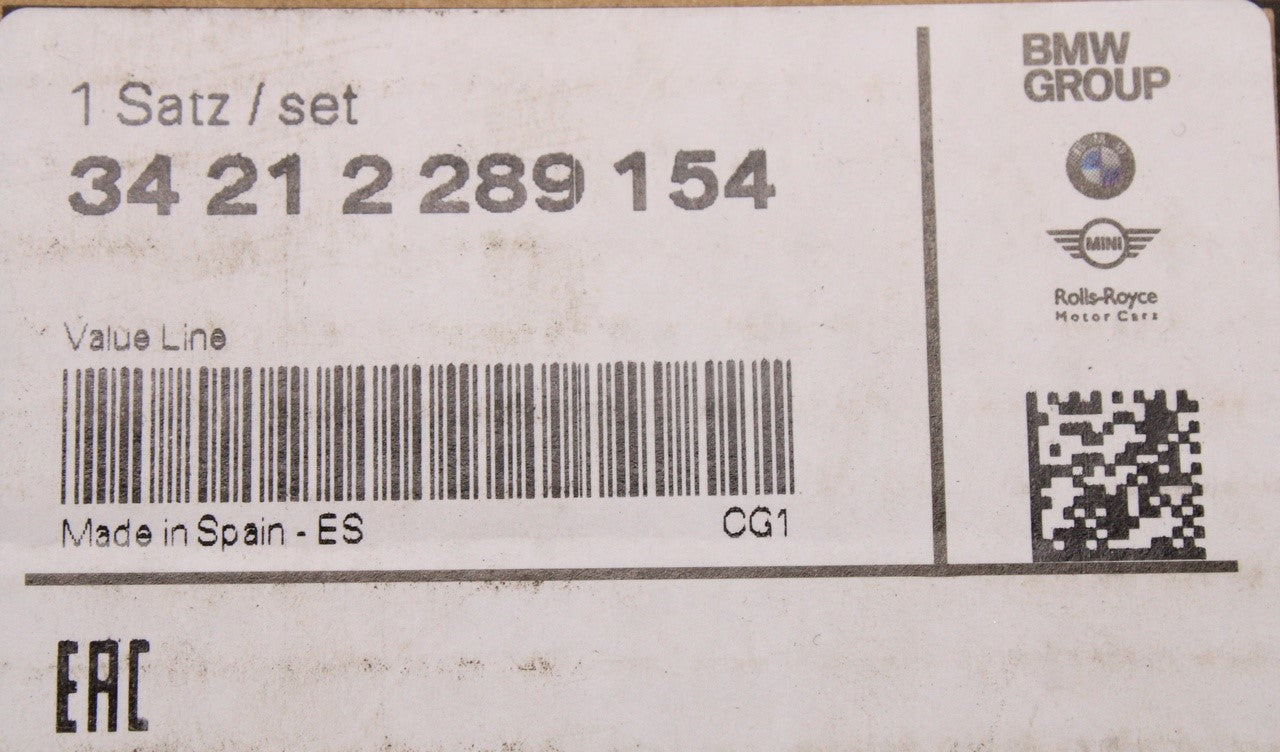 1 Satz / set
34 21 2 289 154
Value Line
Made in Spain - ES
CG1
EAC
BMW
GROUP
BMW
MINI
Rolls-Royce
Motor Cars